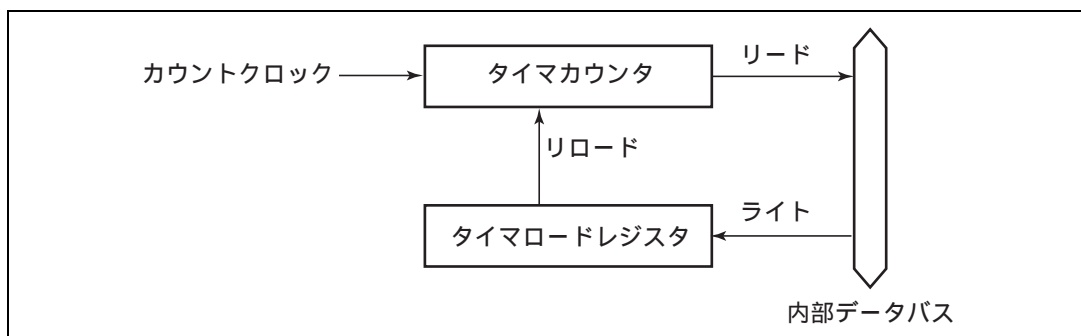 リード
カウントクロック
タイマカウンタ
リロード
ライト
タイマロードレジスタ
内部データバス